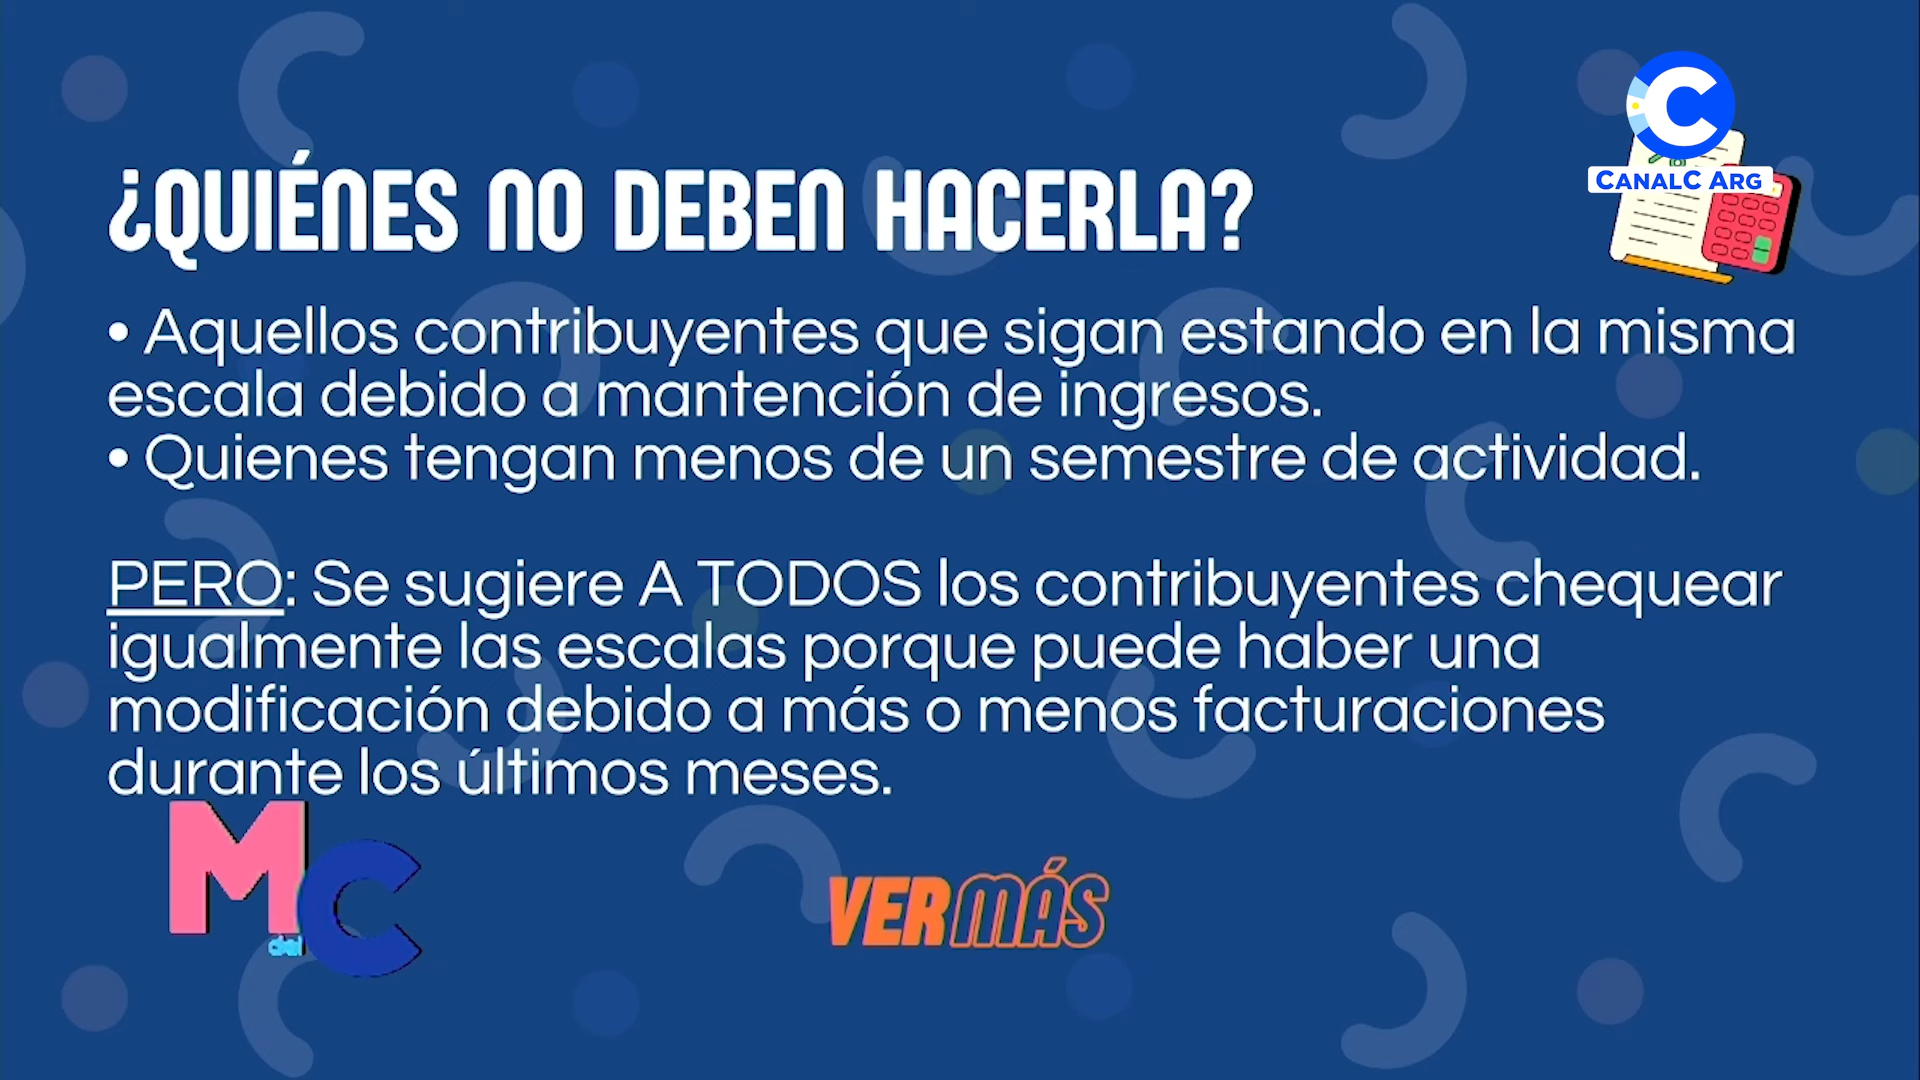 CANALC ARG
¿QUIÉNES NO DEBEN HACERLA?
• Aquellos contribuyentes que sigan estando en la misma
escala debido a mantención de ingresos.
• Quienes tengan menos de un semestre de actividad.
PERO: Se sugiere A TODOS los contribuyentes chequear
igualmente las escalas porque puede haber una
modificación debido a más o menos facturaciones
durante los últimos meses.
M del C
VERMÁS